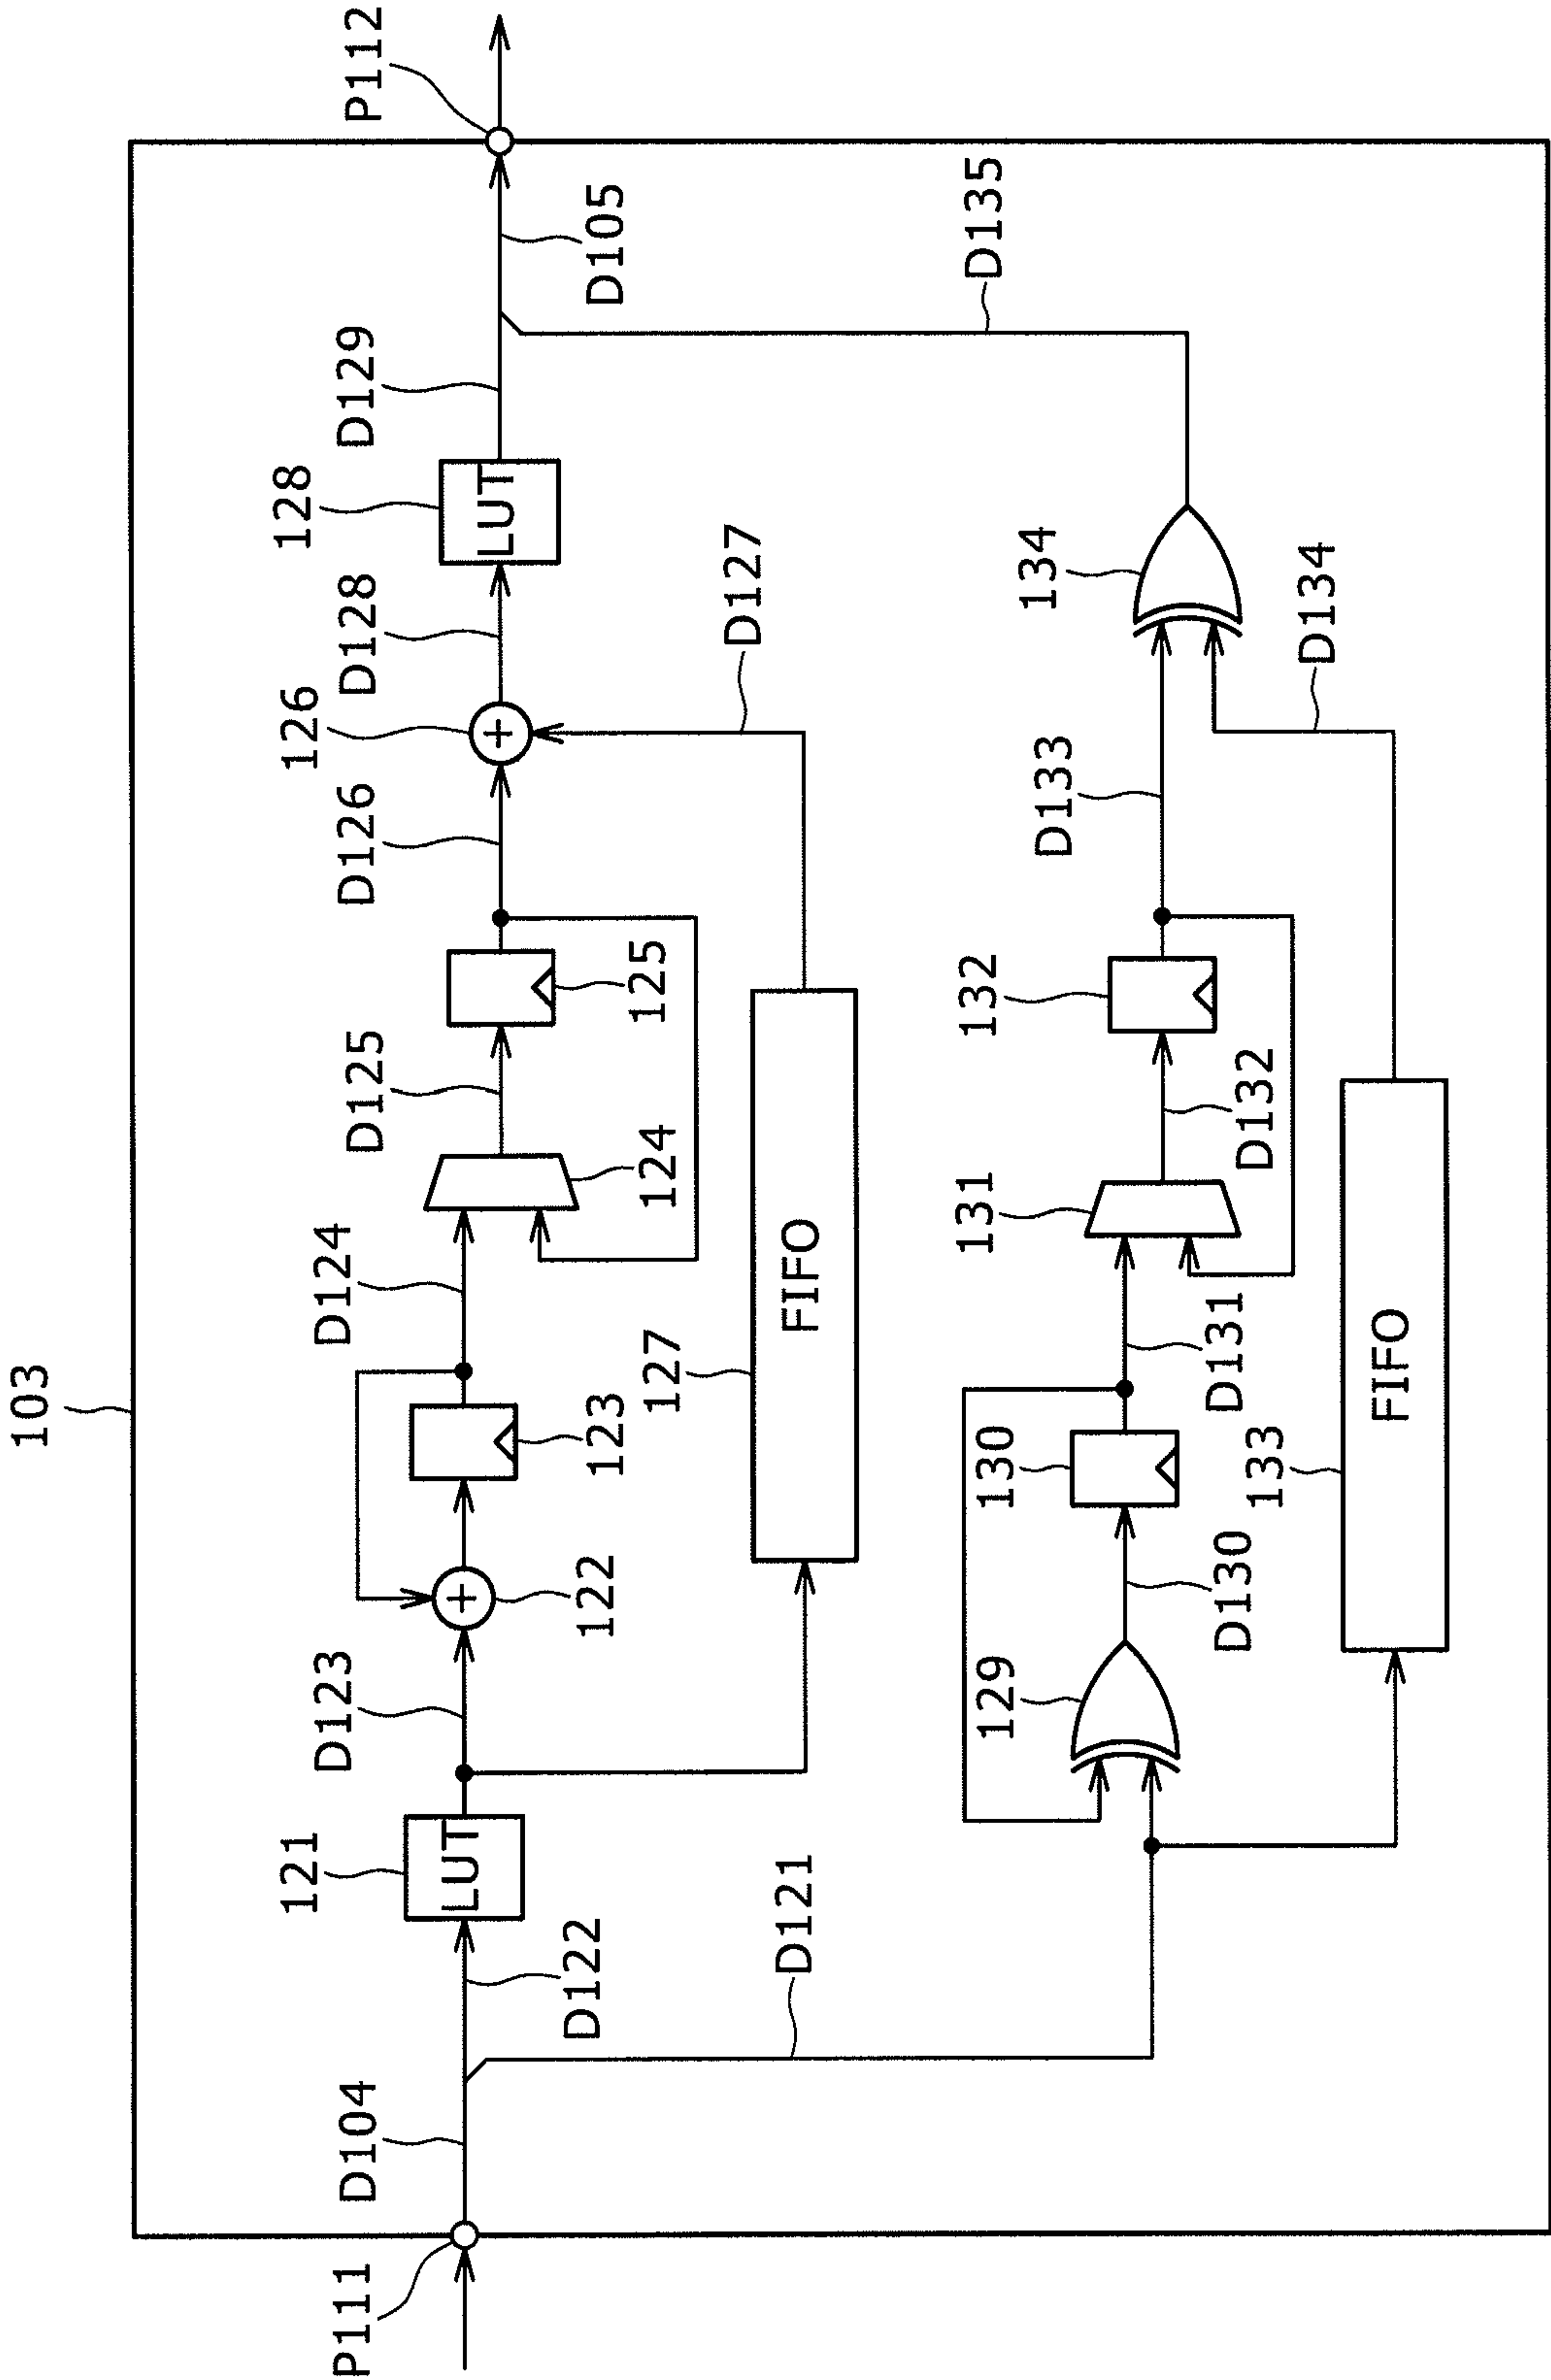 103
P111
D104
D122
121
LUT
D123
122
123
D124
124
D125
125
D126
126
D128
128
LUT
D129
D105
P112
127
FIFO
D127
D121
129
D130
130
D131
131
D132
132
D133
134
D135
133
FIFO
D134